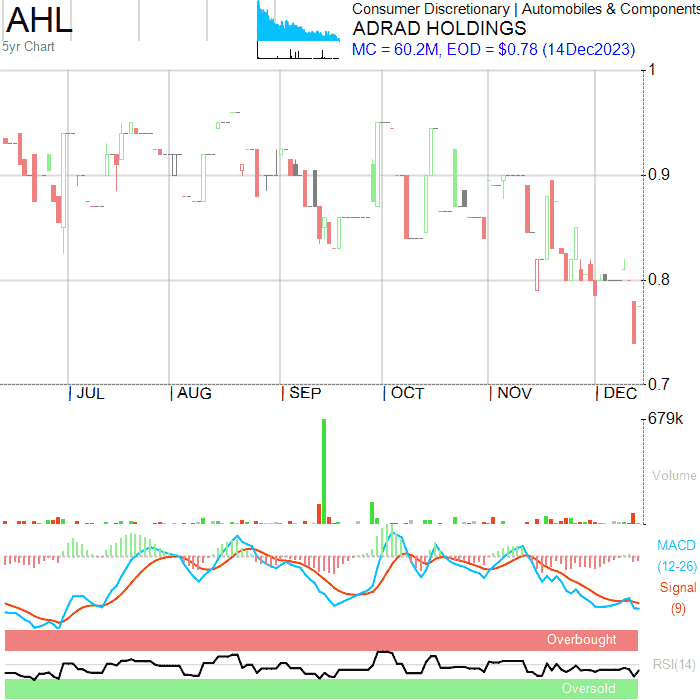 AHL
5yr Chart
Consumer Discretionary | Automobiles & Components
ADRAD HOLDINGS
MC = 60.2M, EOD = $0.78 (14Dec2023)
1
0.9
0.8
0.7
JUL AUG SEP OCT NOV DEC
679k
Volume
MACD
(12-26)
Signal
(9)
Overbought
RSI(14)
Oversold